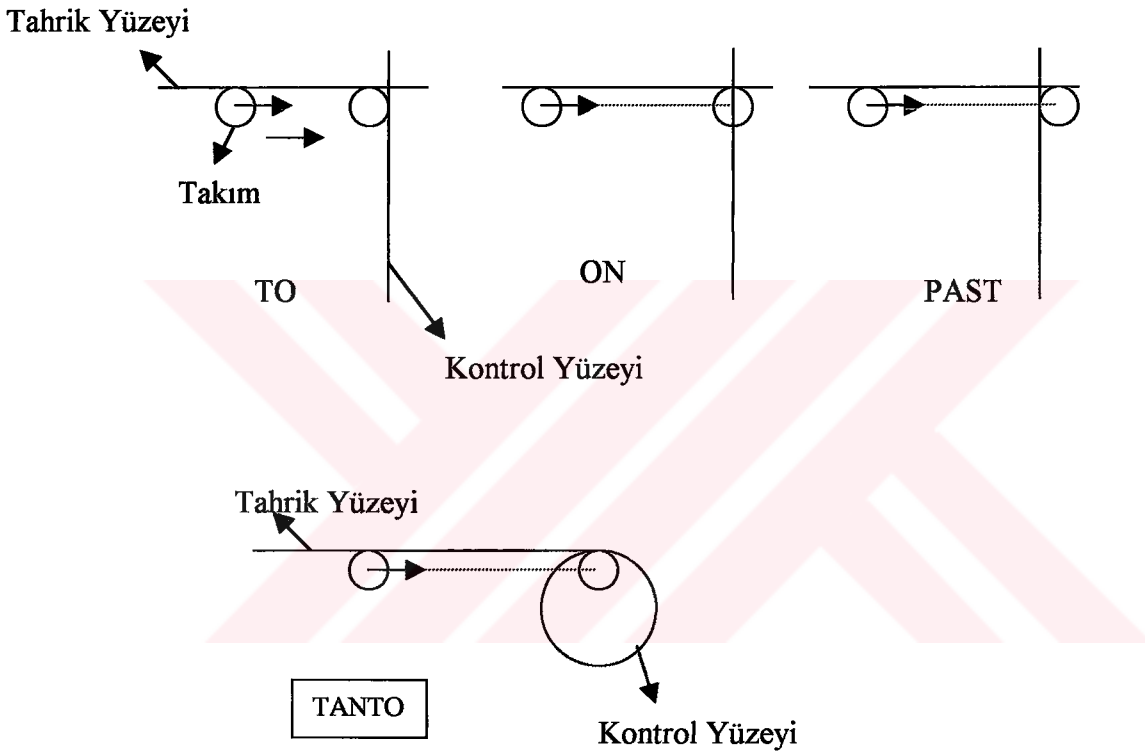 Tahrik Yüzeyi
Takım
TO
ON
PAST
Kontrol Yüzeyi
Tahrik Yüzeyi
TANTO
Kontrol Yüzeyi